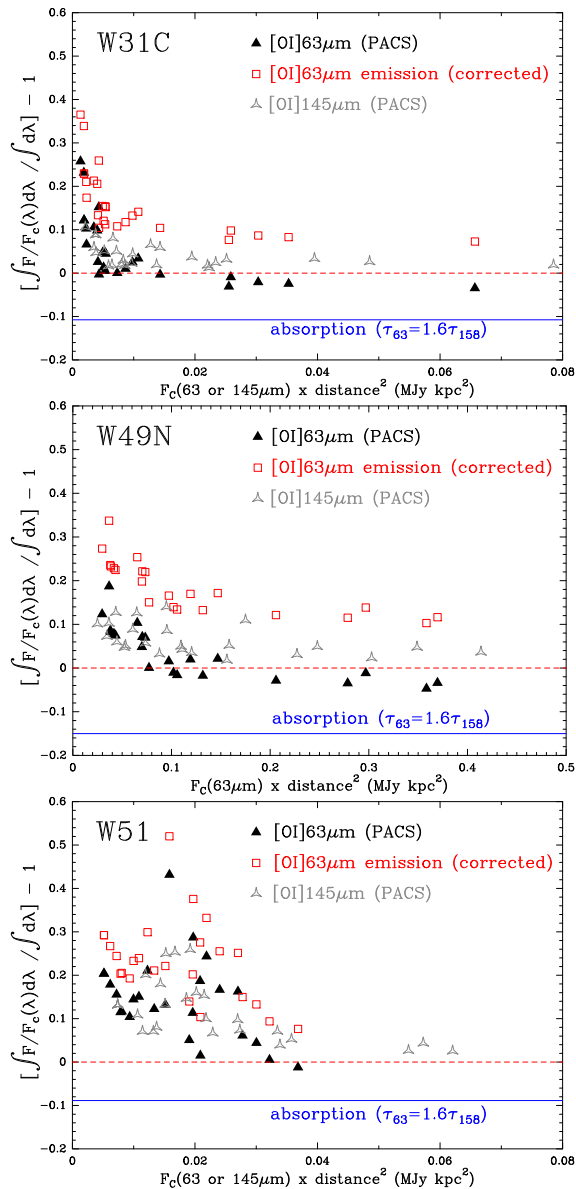 0.6
W31C
[OI]63μm (PACS)
0.5
[OI]63μm emission (corrected)
0.4
[OI]145μm (PACS)
0.3
0.2
0.1
0
−0.1
absorption (τ63=1.6τ158)
−0.2
[∫F/Fc(λ)dλ /∫dλ] − 1
0 0.02 0.04 0.06 0.08
FC(63 or 145μm) x distance² (MJy kpc²)
0.6
W49N
[OI]63μm (PACS)
0.5
[OI]63μm emission (corrected)
0.4
[OI]145μm (PACS)
0.3
0.2
0.1
0
−0.1
absorption (τ63=1.6τ158)
−0.2
[∫F/Fc(λ)dλ /∫dλ] − 1
0 0.1 0.2 0.3 0.4 0.5
FC(63μm) x distance² (MJy kpc²)
0.6
W51
[OI]63μm (PACS)
0.5
[OI]63μm emission (corrected)
0.4
[OI]145μm (PACS)
0.3
0.2
0.1
0
−0.1
absorption (τ63=1.6τ158)
−0.2
[∫F/Fc(λ)dλ /∫dλ] − 1
0 0.02 0.04 0.06 0.08
FC(63 or 145μm) x distance² (MJy kpc²)